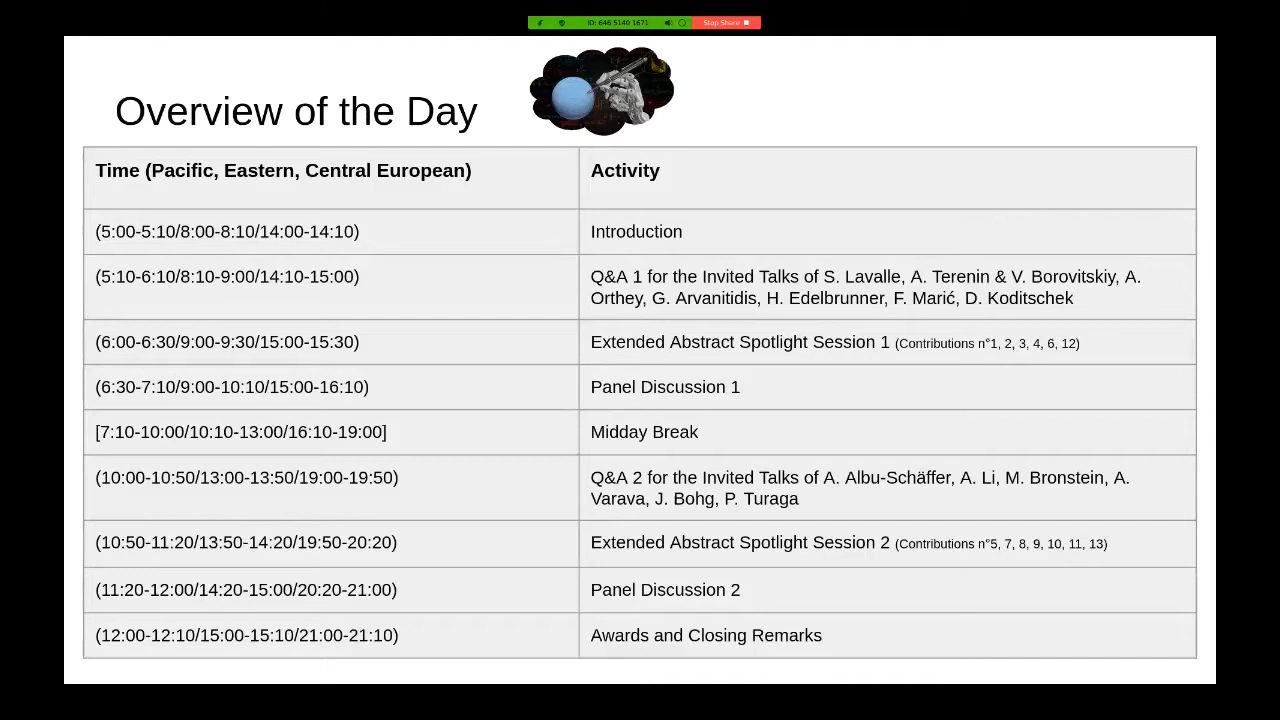 ID: 646 5140 1671
Stop Share
Overview of the Day
Time (Pacific, Eastern, Central European)
Activity
(5:00-5:10/8:00-8:10/14:00-14:10)
Introduction
(5:10-6:10/8:10-9:00/14:10-15:00)
Q&A 1 for the Invited Talks of S. Lavalle, A. Terenin & V. Borovitskiy, A.
Orthey, G. Arvanitidis, H. Edelbrunner, F. Marić, D. Koditschek
(6:00-6:30/9:00-9:30/15:00-15:30)
Extended Abstract Spotlight Session 1 (Contributions n°1, 2, 3, 4, 6, 12)
(6:30-7:10/9:00-10:10/15:00-16:10)
Panel Discussion 1
[7:10-10:00/10:10-13:00/16:10-19:00]
Midday Break
(10:00-10:50/13:00-13:50/19:00-19:50)
Q&A 2 for the Invited Talks of A. Albu-Schäffer, A. Li, M. Bronstein, A.
Varava, J. Bohg, P. Turaga
(10:50-11:20/13:50-14:20/19:50-20:20)
Extended Abstract Spotlight Session 2 (Contributions n°5, 7, 8, 9, 10, 11, 13)
(11:20-12:00/14:20-15:00/20:20-21:00)
Panel Discussion 2
(12:00-12:10/15:00-15:10/21:00-21:10)
Awards and Closing Remarks